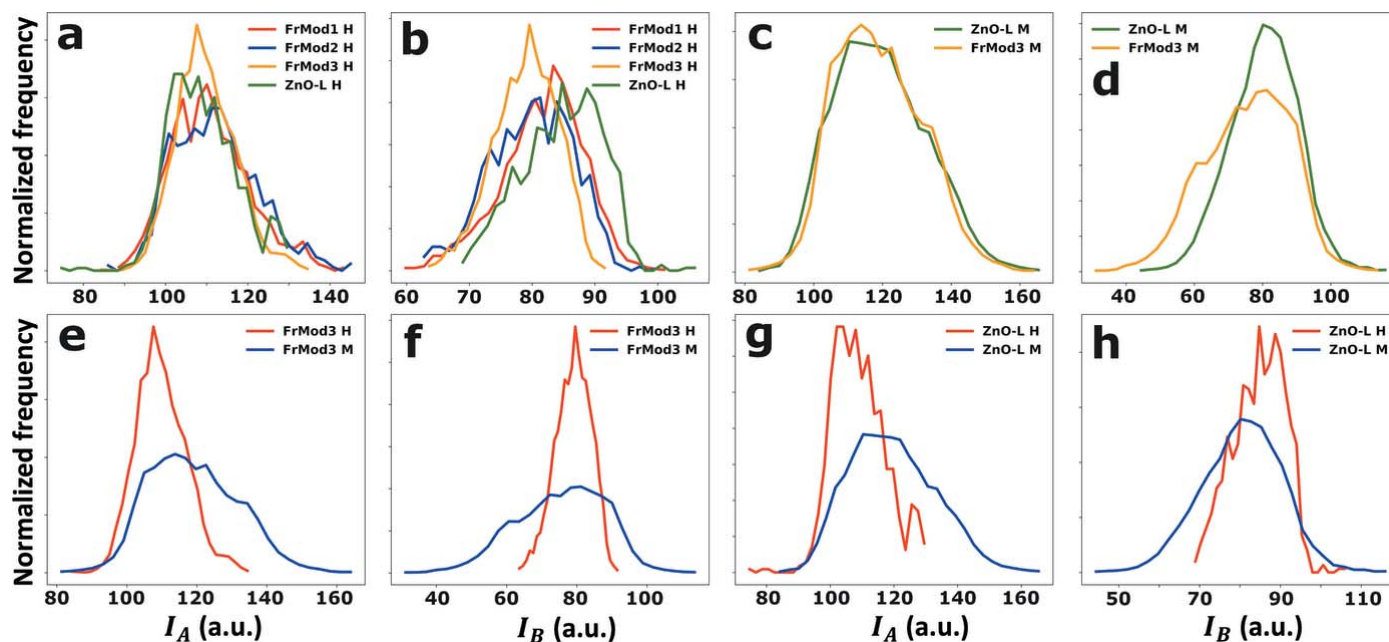 Normalized frequency
a
FrMod1 H
FrMod2 H
FrMod3 H
ZnO-L H
80 100 120 140
b
FrMod1 H
FrMod2 H
FrMod3 H
ZnO-L H
60 70 80 90 100
c
ZnO-L M
FrMod3 M
80 100 120 140 160
d
ZnO-L M
FrMod3 M
40 60 80 100
Normalized frequency
e
FrMod3 H
FrMod3 M
80 100 120 140 160
I_A (a.u.)
f
FrMod3 H
FrMod3 M
40 60 80 100
I_B (a.u.)
g
ZnO-L H
ZnO-L M
80 100 120 140 160
I_A (a.u.)
h
ZnO-L H
ZnO-L M
50 70 90 110
I_B (a.u.)